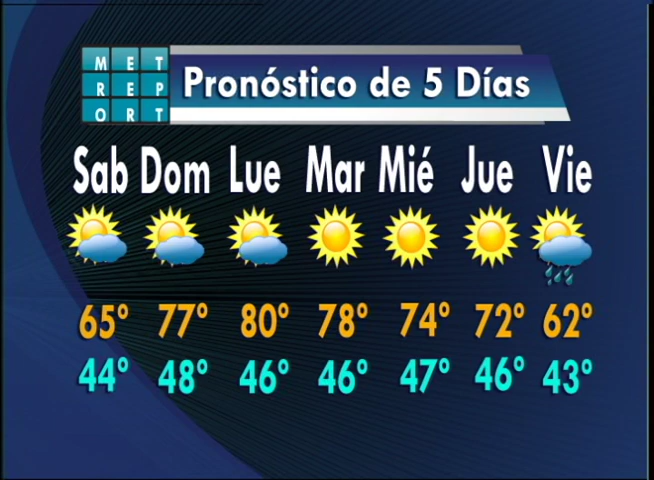 MET
REP
ORT
Pronóstico de 5 Días
Sab Dom Lue Mar Mié Jue Vie
65° 77° 80° 78° 74° 72° 62°
44° 48° 46° 46° 47° 46° 43°